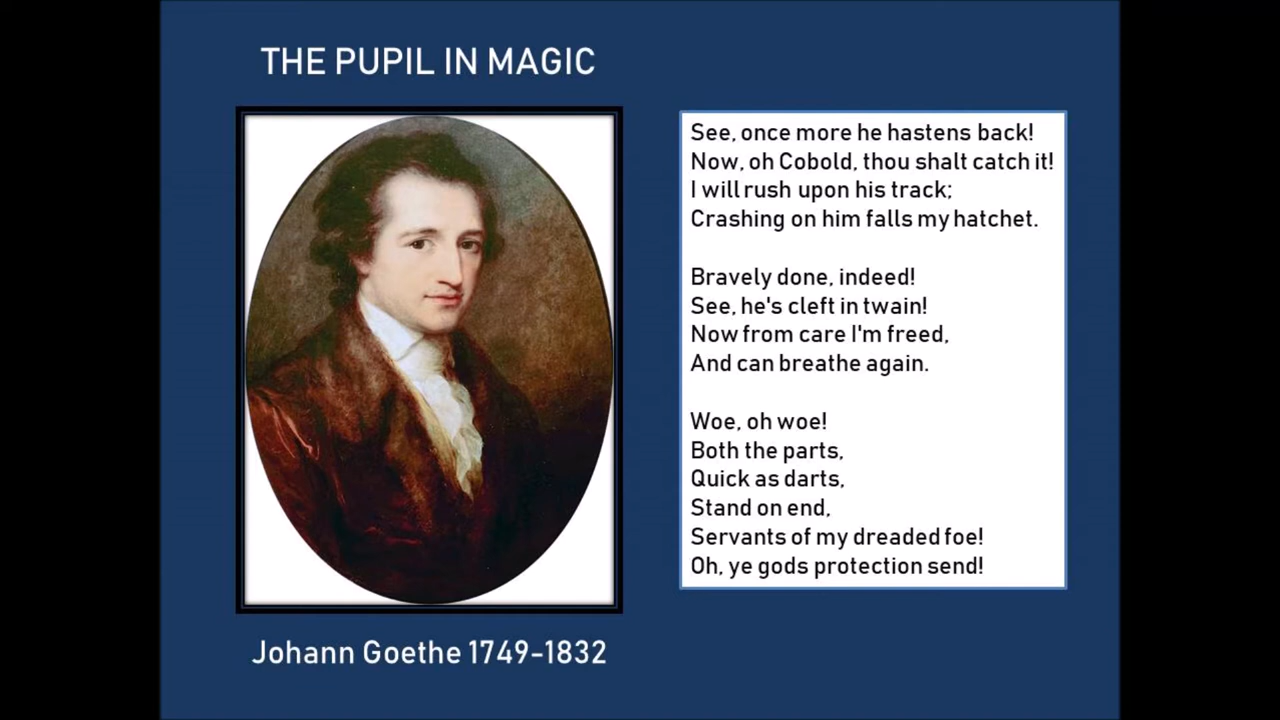 THE PUPIL IN MAGIC
See, once more he hastens back!
Now, oh Cobold, thou shalt catch it!
I will rush upon his track;
Crashing on him falls my hatchet.
Bravely done, indeed!
See, he's cleft in twain!
Now from care I'm freed,
And can breathe again.
Woe, oh woe!
Both the parts,
Quick as darts,
Stand on end,
Servants of my dreaded foe!
Oh, ye gods protection send!
Johann Goethe 1749-1832